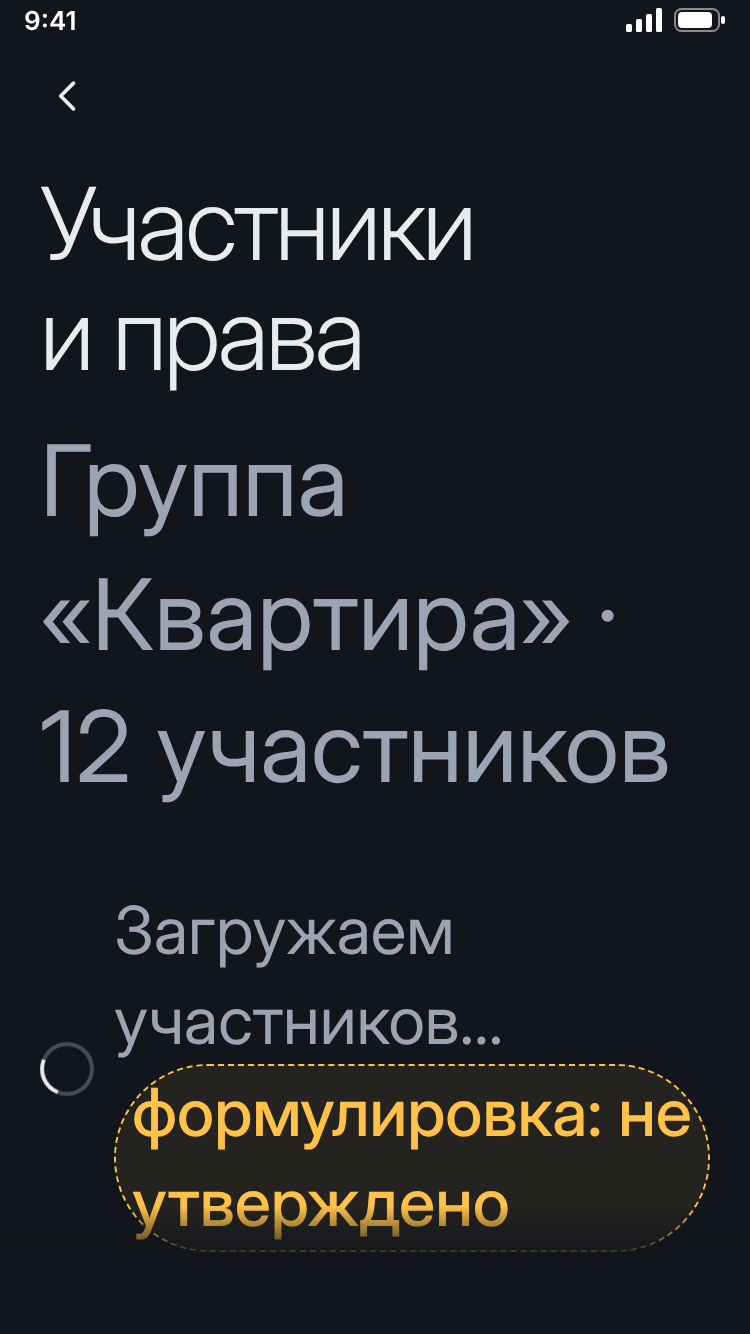 9:41
Участники
и права
Группа
«Квартира» ·
12 участников
Загружаем
участников...
формулировка: не
утверждено